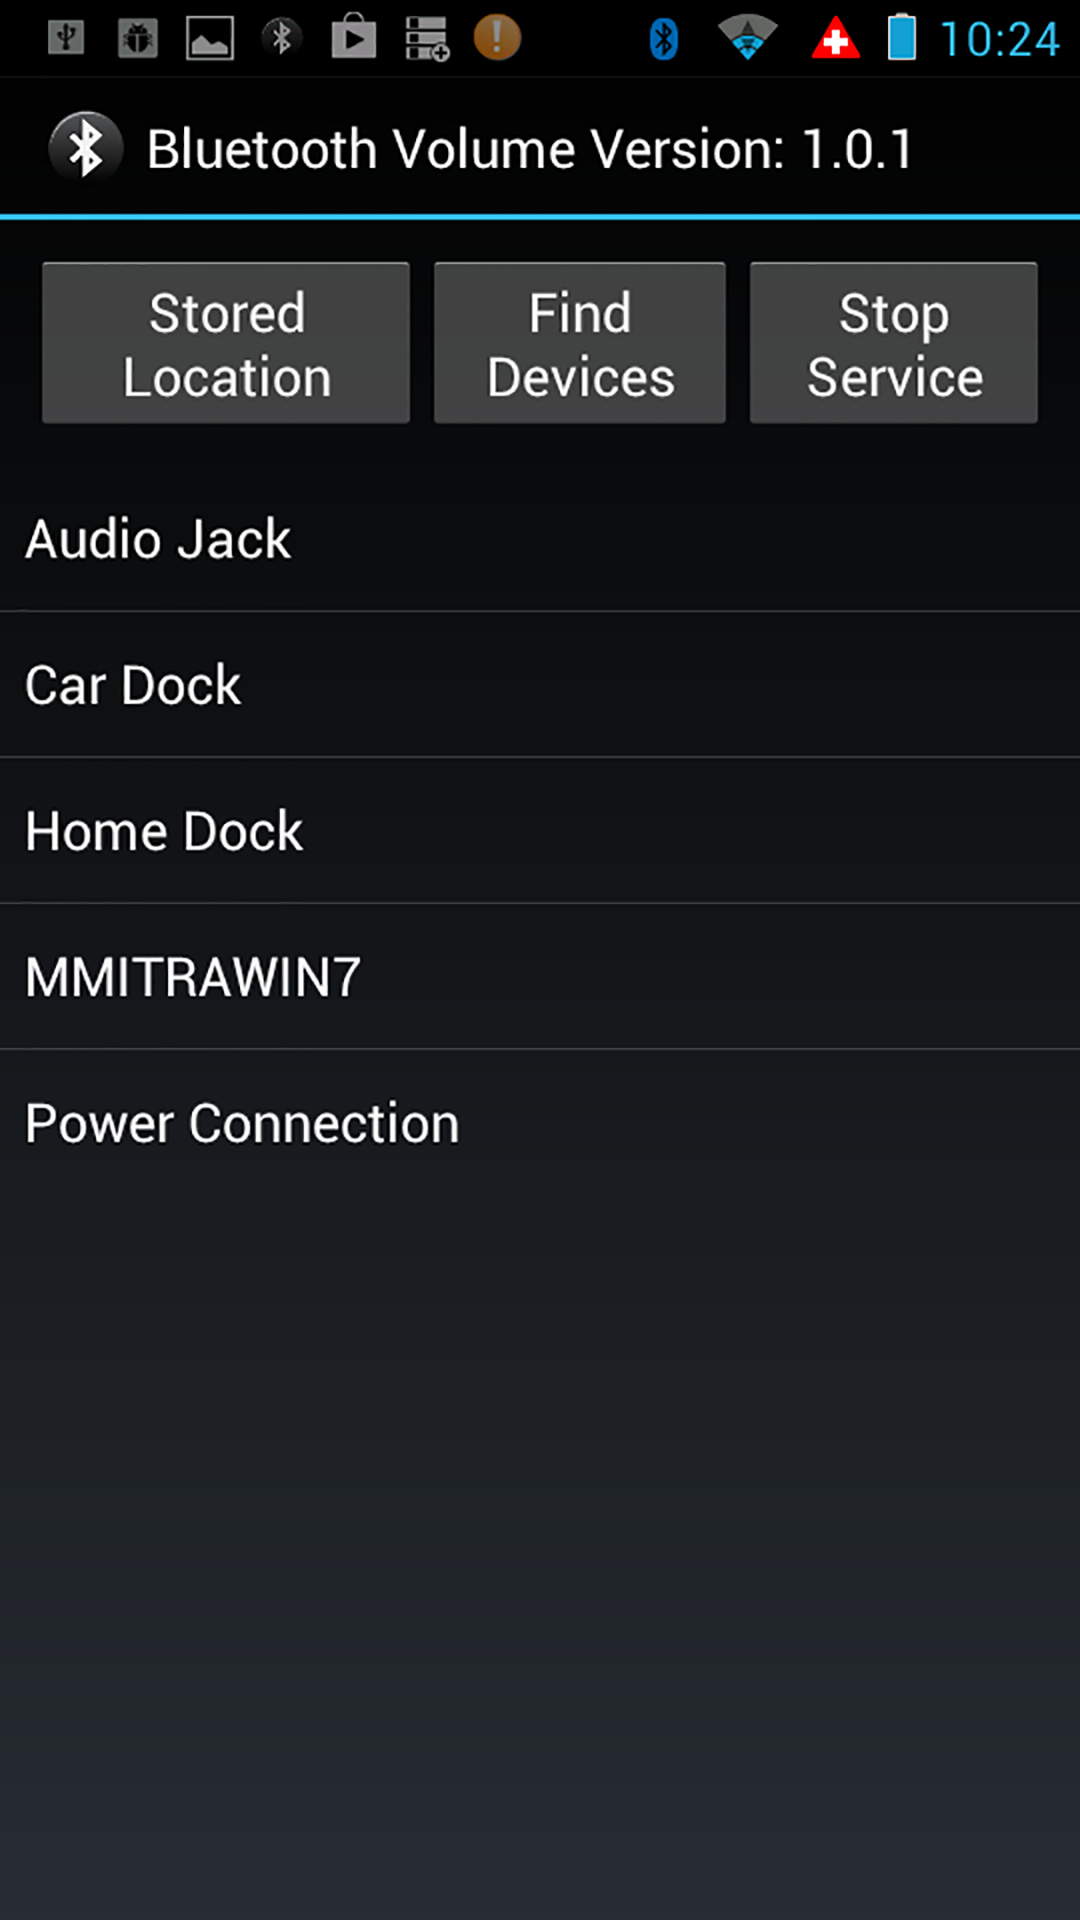 10:24
Bluetooth Volume Version: 1.0.1
Stored
Location
Find
Devices
Stop
Service
Audio Jack
Car Dock
Home Dock
MMITRAWIN7
Power Connection